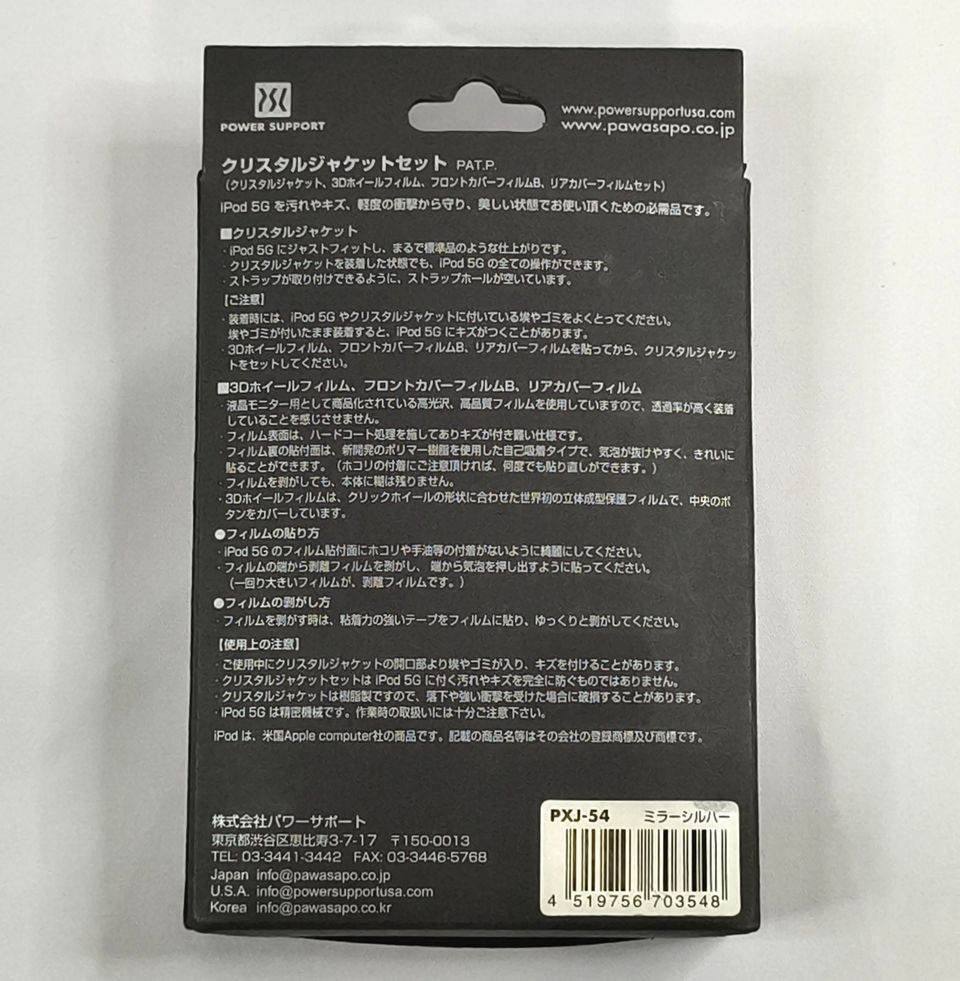 POWER SUPPORT
www.powersupportusa.com
www.pawasapo.co.jp
クリスタルジャケットセット PAT.P.
（クリスタルジャケット、3Dホイールフィルム、フロントカバーフィルムB、リアカバーフィルムセット）
iPod 5G を汚れやキズ、軽度の衝撃から守り、美しい状態でお使い頂くための必需品です。
■クリスタルジャケット
・iPod 5G にジャストフィットし、まるで標準品のような仕上がりです。
・クリスタルジャケットを装着した状態でも、iPod 5G の全ての操作ができます。
・ストラップが取り付けできるように、ストラップホールが空いています。
【ご注意】
・装着時には、iPod 5G やクリスタルジャケットに付いている埃やゴミをよくとってください。
埃やゴミが付いたまま装着すると、iPod 5G にキズがつくことがあります。
・3Dホイールフィルム、フロントカバーフィルムB、リアカバーフィルムを貼ってから、クリスタルジャケッ
トをセットしてください。
■3Dホイールフィルム、フロントカバーフィルムB、リアカバーフィルム
・液晶モニター用として商品化されている高光沢、高品質フィルムを使用していますので、透過率が高く装着
していることを感じさせません。
・フィルム表面は、ハードコート処理を施してありキズが付き難い仕様です。
・フィルム裏の貼付面は、新開発のポリマー樹脂を使用した自己吸着タイプで、気泡が抜けやすく、きれいに
貼ることができます。（ホコリの付着にご注意頂ければ、何度でも貼り直しができます。）
・フィルムを剥がしても、本体に糊は残りません。
・3Dホイールフィルムは、クリックホイールの形状に合わせた世界初の立体成型保護フィルムで、中央のボ
タンをカバーしています。
●フィルムの貼り方
・iPod 5G のフィルム貼付面にホコリや手油等の付着がないように綺麗にしてください。
・フィルムの端から剥離フィルムを剥がし、端から気泡を押し出すように貼ってください。
（一回り大きいフィルムが、剥離フィルムです。）
●フィルムの剥がし方
・フィルムを剥がす時は、粘着力の強いテープをフィルムに貼り、ゆっくりと剥がしてください。
【使用上の注意】
・ご使用中にクリスタルジャケットの開口部より埃やゴミが入り、キズを付けることがあります。
・クリスタルジャケットセットは iPod 5G に付く汚れやキズを完全に防ぐものではありません。
・クリスタルジャケットは樹脂製ですので、落下や強い衝撃を受けた場合に破損することがあります。
・iPod 5G は精密機械です。作業時の取扱いには十分ご注意下さい。
iPod は、米国Apple computer社の商品です。記載の商品名等はその会社の登録商標及び商標です。
株式会社パワーサポート
東京都渋谷区恵比寿3-7-17 〒150-0013
TEL: 03-3441-3442 FAX: 03-3446-5768
Japan info@pawasapo.co.jp
U.S.A. info@powersupportusa.com
Korea info@pawasapo.co.kr
PXJ-54 ミラーシルバー
4 519756 703548